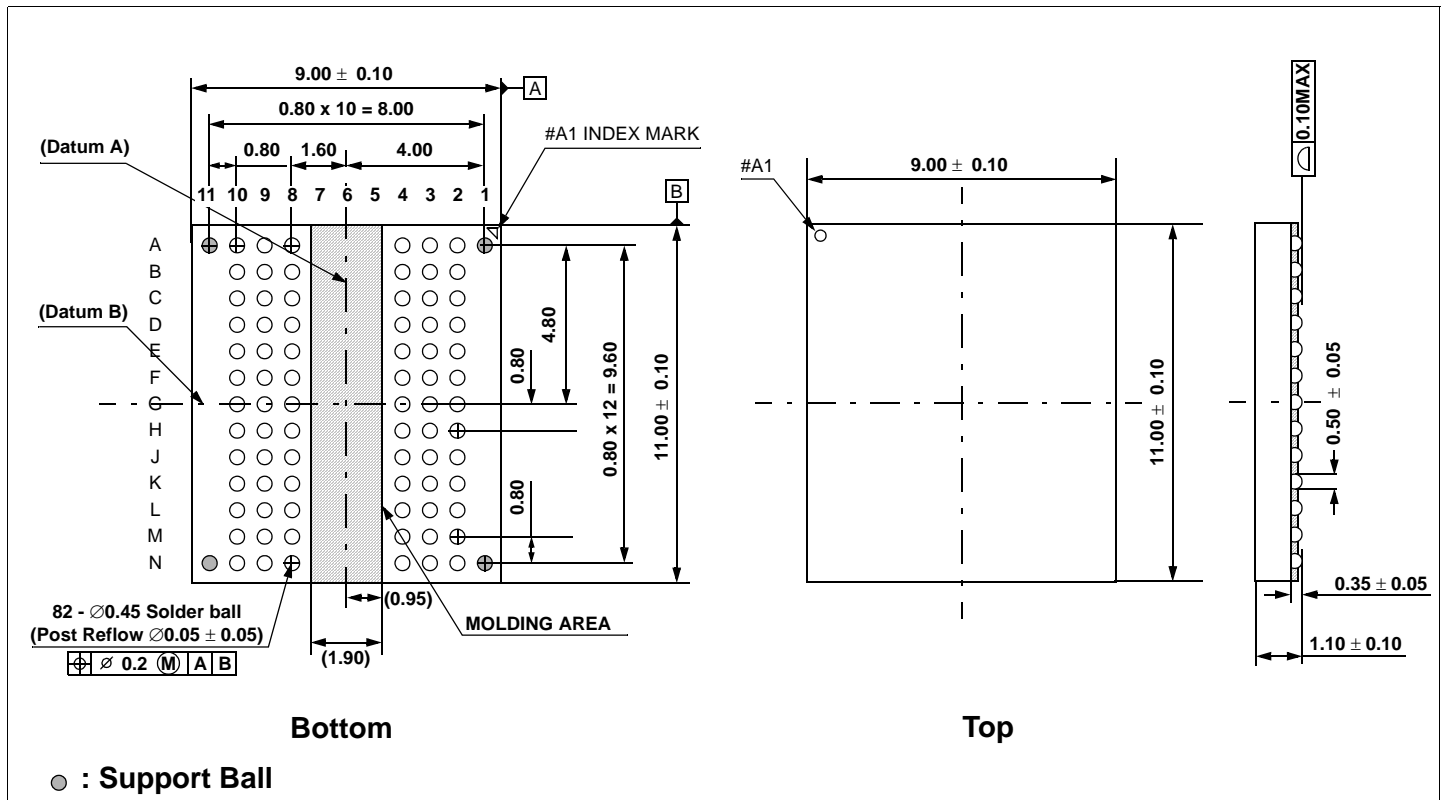 9.00 ± 0.10
A
0.80 x 10 = 8.00
#A1 INDEX MARK
(Datum A)
0.80
1.60
4.00
11 10 9 8 7 6 5 4 3 2 1
B
A
B
C
D
E
F
G
H
J
K
L
M
N
(Datum B)
4.80
0.80
0.80
0.80 x 12 = 9.60
11.00 ± 0.10
(0.95)
(1.90)
MOLDING AREA
82 - ∅0.45 Solder ball
(Post Reflow ∅0.05 ± 0.05)
⌖ ∅ 0.2 Ⓜ A B
Bottom
#A1
9.00 ± 0.10
11.00 ± 0.10
Top
0.10MAX
0.50 ± 0.05
0.35 ± 0.05
1.10 ± 0.10
: Support Ball